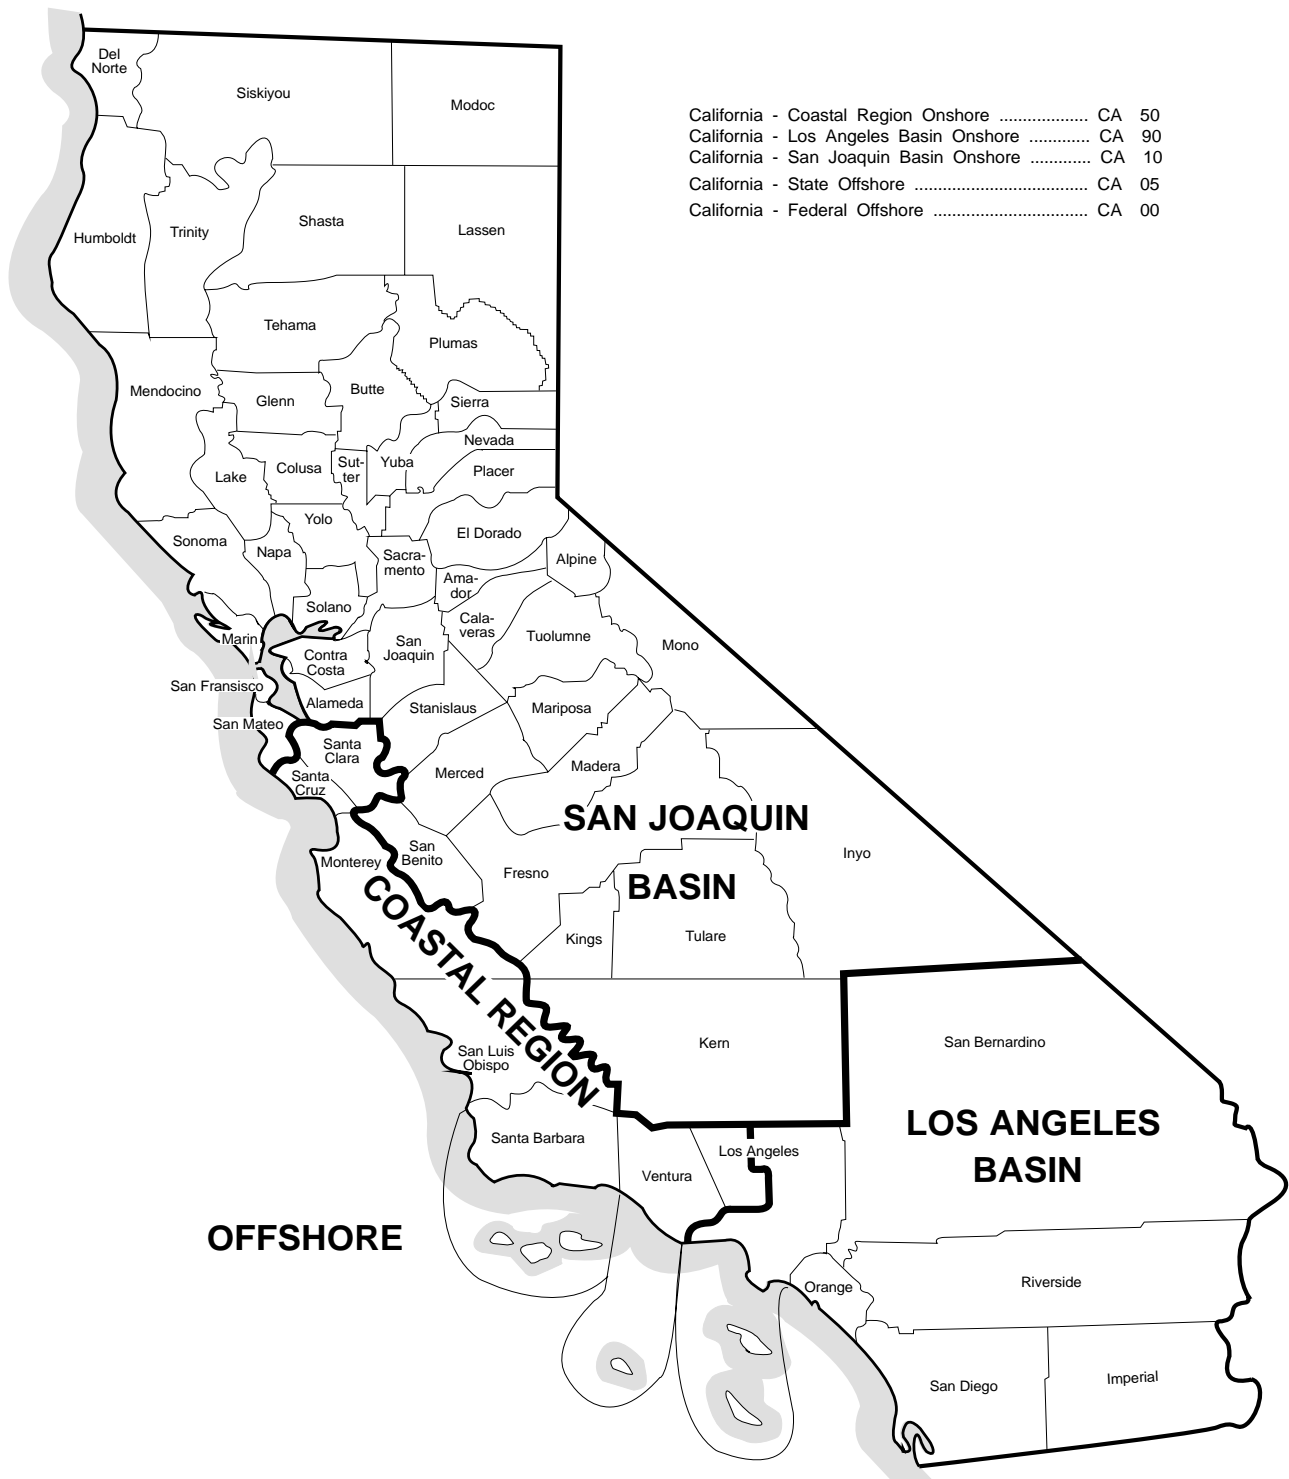 Del
Norte
Siskiyou
Modoc
California - Coastal Region Onshore ................... CA 50
California - Los Angeles Basin Onshore ............. CA 90
California - San Joaquin Basin Onshore ............. CA 10
California - State Offshore ..................................... CA 05
California - Federal Offshore ................................. CA 00
Humboldt
Trinity
Shasta
Lassen
Tehama
Plumas
Mendocino
Glenn
Butte
Sierra
Nevada
Lake
Colusa
Sut-
ter
Yuba
Placer
Yolo
Sonoma
Napa
El Dorado
Sacra-
mento
Alpine
Ama-
dor
Solano
Cala-
veras
Marin
Contra
Costa
San
Joaquin
Tuolumne
Mono
San Fransisco
Alameda
Stanislaus
Mariposa
San Mateo
Santa
Clara
Santa
Cruz
Merced
Madera
SAN JOAQUIN
BASIN
San
Benito
Monterey
Fresno
Inyo
Kings
Tulare
COASTAL REGION
San Luis
Obispo
Kern
San Bernardino
LOS ANGELES
BASIN
Santa Barbara
Ventura
Los Angeles
OFFSHORE
Orange
Riverside
San Diego
Imperial